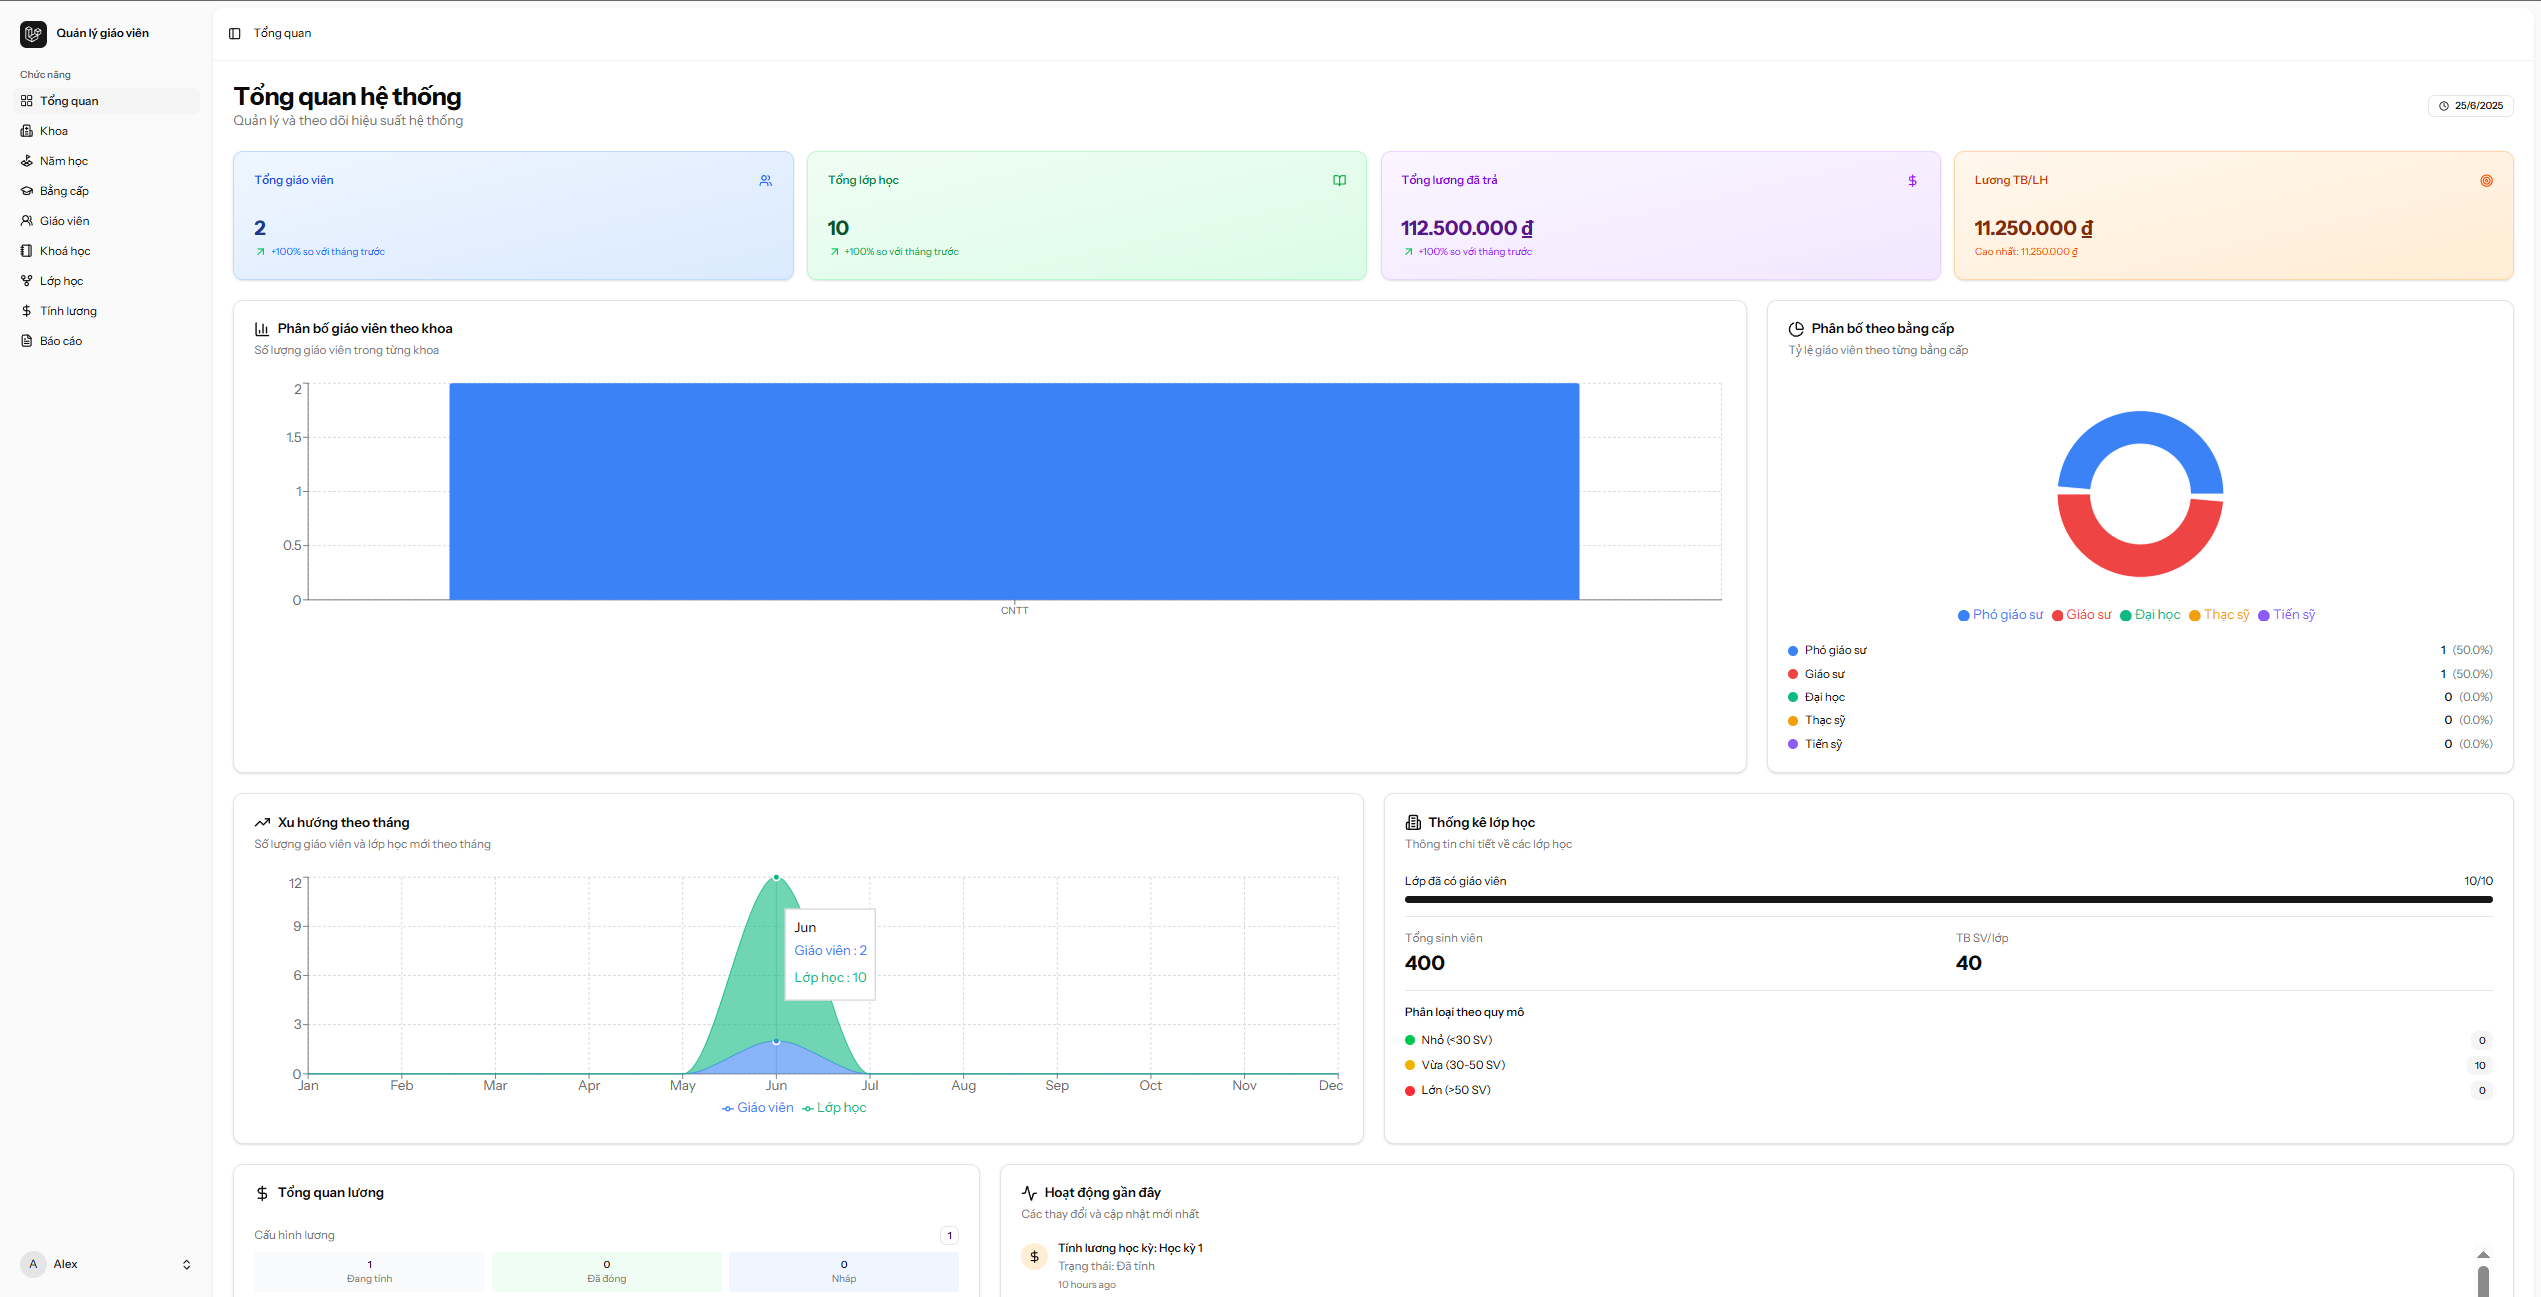 Quản lý giáo viên
Chức năng
Tổng quan
Khoa
Năm học
Bằng cấp
Giáo viên
Khoá học
Lớp học
Tính lương
Báo cáo
A Alex
Tổng quan
Tổng quan hệ thống
Quản lý và theo dõi hiệu suất hệ thống
25/6/2025
Tổng giáo viên
2
+100% so với tháng trước
Tổng lớp học
10
+100% so với tháng trước
Tổng lương đã trả
112.500.000 ₫
+100% so với tháng trước
Lương TB/LH
11.250.000 ₫
Cao nhất: 11.250.000 ₫
Phân bố giáo viên theo khoa
Số lượng giáo viên trong từng khoa
2
1.5
1
0.5
0
CNTT
Phân bố theo bằng cấp
Tỷ lệ giáo viên theo từng bằng cấp
Phó giáo sư Giáo sư Đại học Thạc sỹ Tiến sỹ
Phó giáo sư 1 (50.0%)
Giáo sư 1 (50.0%)
Đại học 0 (0.0%)
Thạc sỹ 0 (0.0%)
Tiến sỹ 0 (0.0%)
Xu hướng theo tháng
Số lượng giáo viên và lớp học mới theo tháng
12
9
6
3
0
Jun
Giáo viên : 2
Lớp học : 10
Jan Feb Mar Apr May Jun Jul Aug Sep Oct Nov Dec
Giáo viên Lớp học
Thống kê lớp học
Thông tin chi tiết về các lớp học
Lớp đã có giáo viên 10/10
Tổng sinh viên TB SV/lớp
400 40
Phân loại theo quy mô
Nhỏ (<30 SV) 0
Vừa (30-50 SV) 10
Lớn (>50 SV) 0
Tổng quan lương
Cấu hình lương 1
1 0 0
Đang tính Đã đóng Nháp
Hoạt động gần đây
Các thay đổi và cập nhật mới nhất
Tính lương học kỳ: Học kỳ 1
Trạng thái: Đã tính
10 hours ago